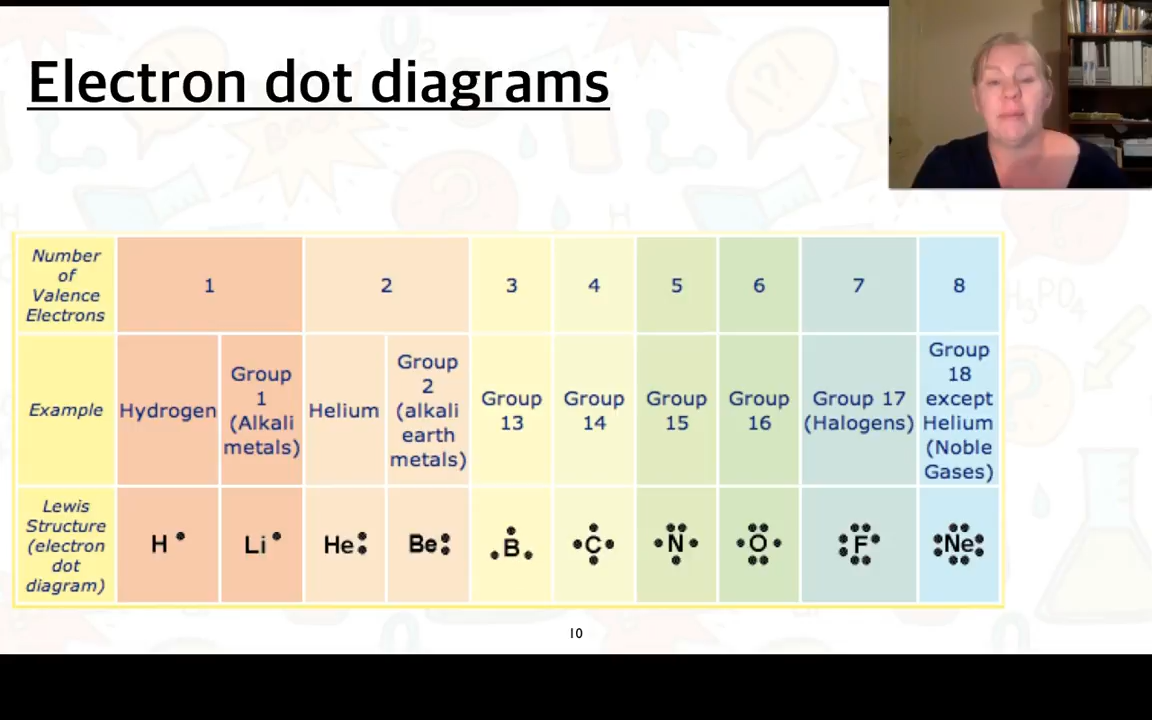 Electron dot diagrams
Number
of
Valence
Electrons
1
2
3
4
5
6
7
8
Example
Hydrogen
Group
1
(Alkali
metals)
Helium
Group
2
(alkali
earth
metals)
Group
13
Group
14
Group
15
Group
16
Group 17
(Halogens)
Group
18
except
Helium
(Noble
Gases)
Lewis
Structure
(electron
dot
diagram)
H
Li
He
Be
B
C
N
O
F
Ne
H₃PO₄
10